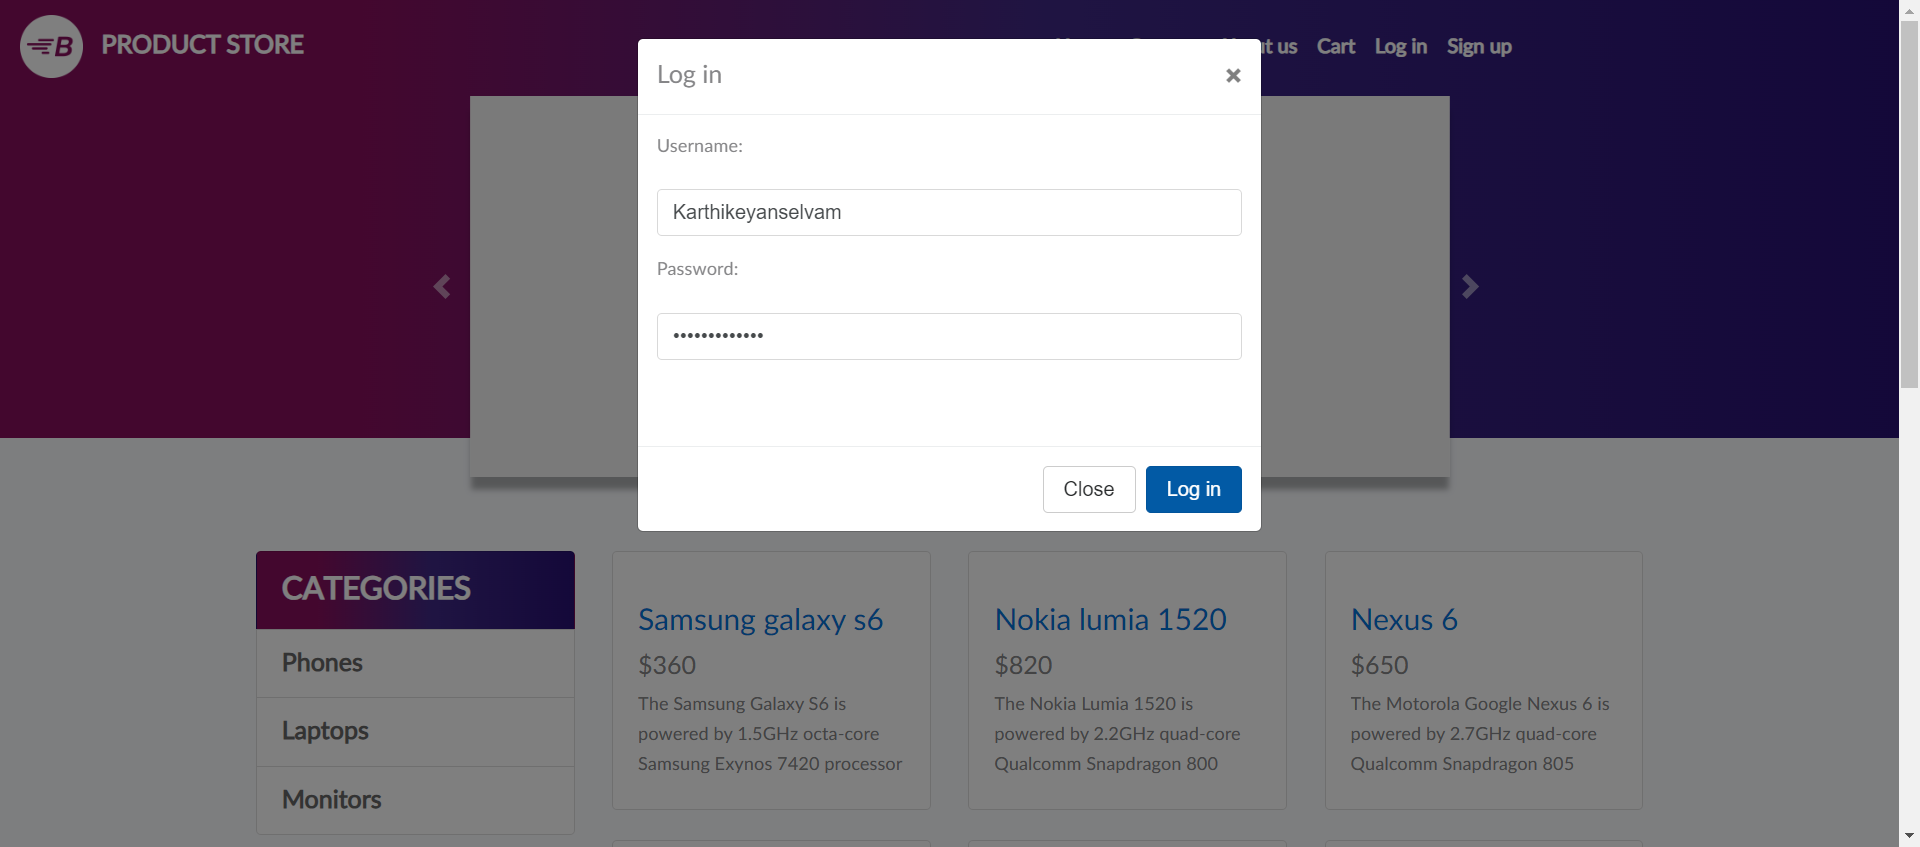 B PRODUCT STORE
t us Cart Log in Sign up
Log in ×
Username:
Karthikeyanselvam
Password:
•••••••••••••
Close Log in
CATEGORIES
Phones
Laptops
Monitors
Samsung galaxy s6
$360
The Samsung Galaxy S6 is
powered by 1.5GHz octa-core
Samsung Exynos 7420 processor
Nokia lumia 1520
$820
The Nokia Lumia 1520 is
powered by 2.2GHz quad-core
Qualcomm Snapdragon 800
Nexus 6
$650
The Motorola Google Nexus 6 is
powered by 2.7GHz quad-core
Qualcomm Snapdragon 805